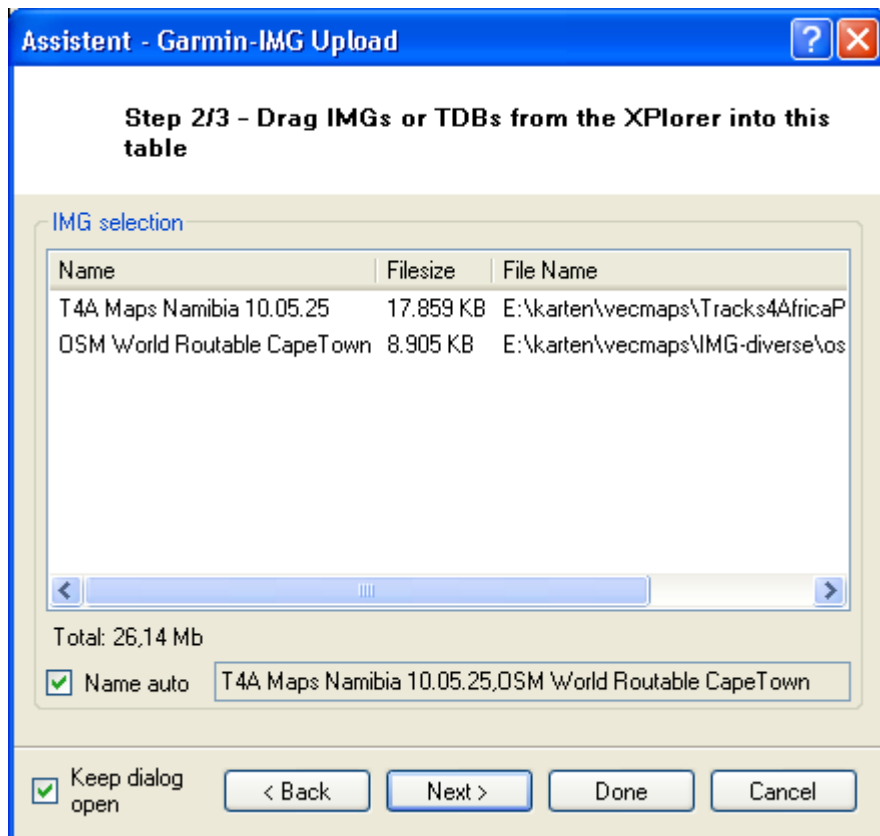 Assistent - Garmin-IMG Upload
Step 2/3 - Drag IMGs or TDBs from the XPlorer into this
table
IMG selection
Name Filesize File Name
T4A Maps Namibia 10.05.25 17.859 KB E:\karten\vecmaps\Tracks4AfricaP
OSM World Routable CapeTown 8.905 KB E:\karten\vecmaps\IMG-diverse\os
Total: 26,14 Mb
Name auto T4A Maps Namibia 10.05.25,OSM World Routable CapeTown
Keep dialog
open
< Back Next > Done Cancel